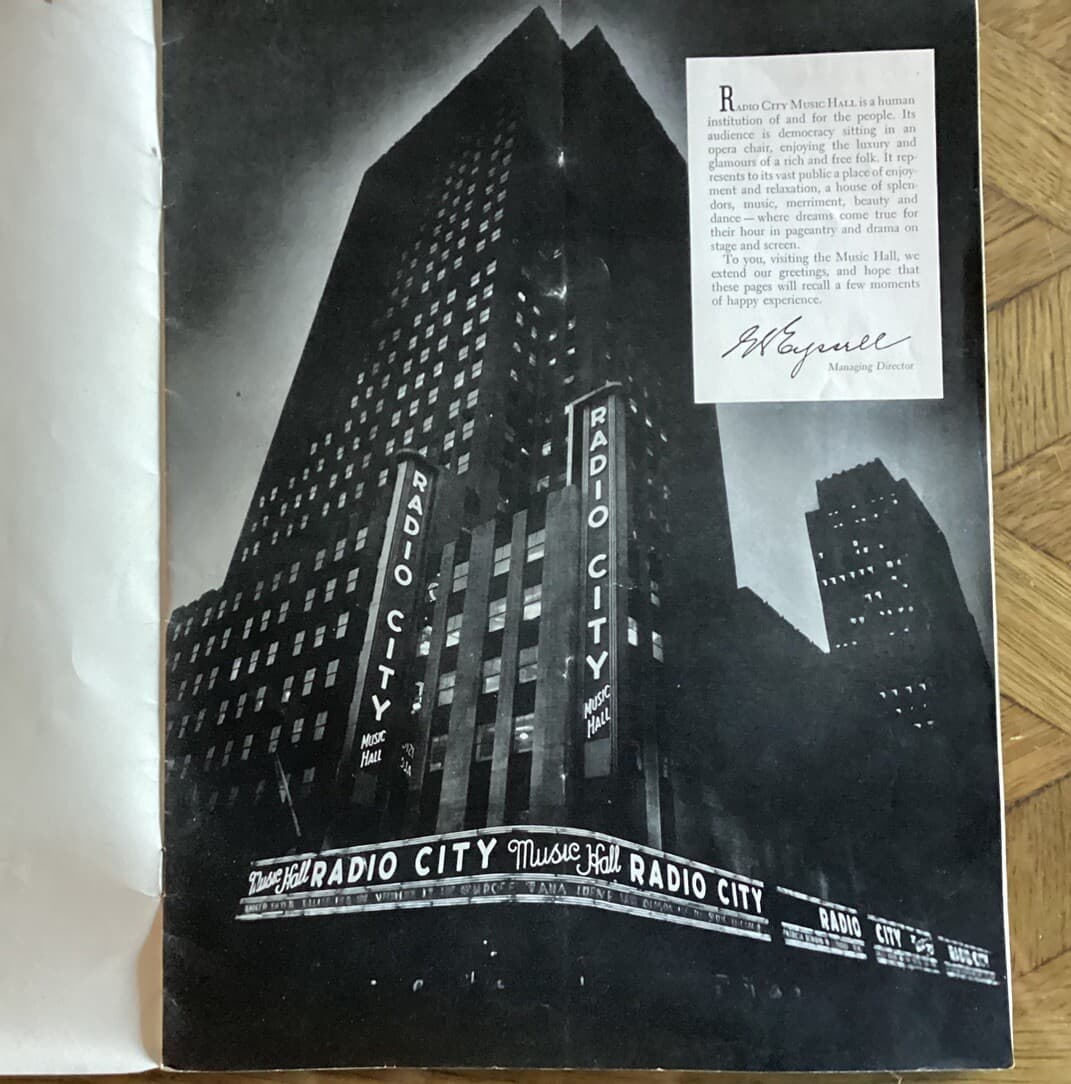 RADIO CITY MUSIC HALL is a human
institution of and for the people. Its
audience is democracy sitting in an
opera chair, enjoying the luxury and
glamours of a rich and free folk. It rep-
resents to its vast public a place of enjoy-
ment and relaxation, a house of splen-
dors, music, merriment, beauty and
dance — where dreams come true for
their hour in pageantry and drama on
stage and screen.
To you, visiting the Music Hall, we
extend our greetings, and hope that
these pages will recall a few moments
of happy experience.
Managing Director
RADIO CITY
MUSIC
HALL
RADIO CITY
MUSIC
HALL
Music Hall RADIO CITY Music Hall RADIO CITY
RADIO CITY
RADIO CITY